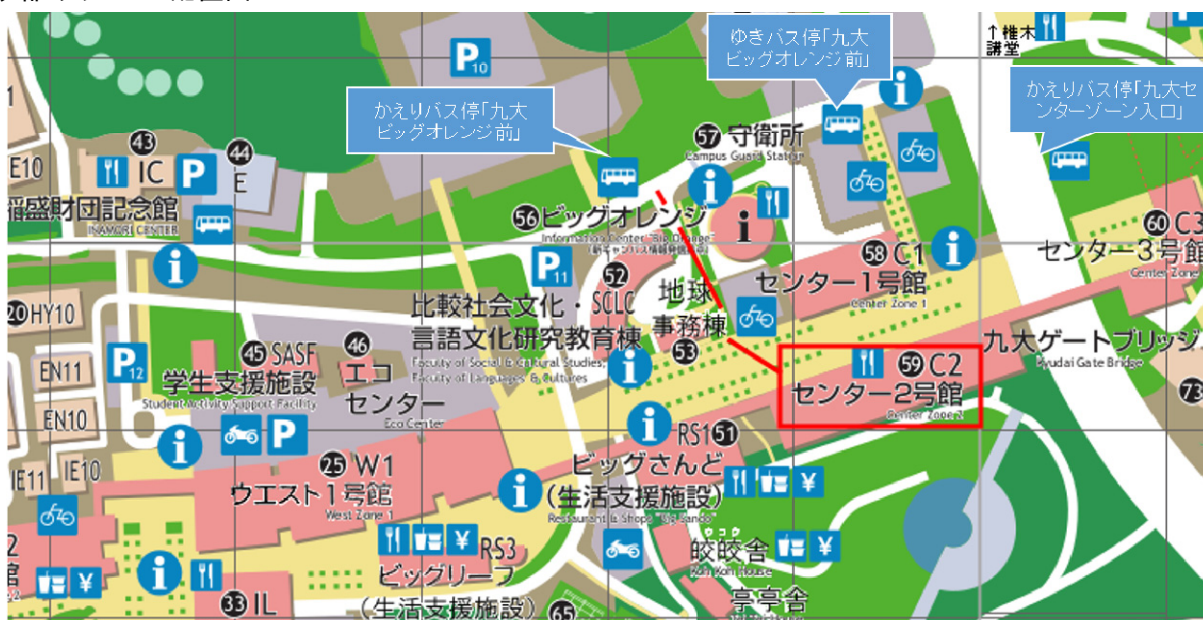 ゆきバス停「九大
ビッグオレンジ前」
↑椎木
講堂
かえりバス停「九大
ビッグオレンジ前」
かえりバス停「九大セ
ンターゾーン入口」
P10
57 守衛所
Campus Guard Station
43
IC
P
44
E
E10
稲盛財団記念館
INAMORI CENTER
56 ビッグオレンジ
Information Center "Big Orange"
58 C1
センター1号館
Center Zone 1
60 C3
センター3号館
Center Zone
P11
52
SCLC
比較社会文化・
言語文化研究教育棟
Faculty of Social & Cultural Studies,
Faculty of Languages & Cultures
地球
事務棟
53
20 HY10
EN11
EN10
P12
45 SASF
学生支援施設
Student Activity Support Facility
P
46
エコ
センター
Eco Center
59 C2
センター2号館
Center Zone 2
九大ゲートブリッジ
Kyudai Gate Bridge
73
IE11
IE10
25 W1
ウエスト1号館
West Zone 1
RS1 51
ビッグさんど
(生活支援施設)
Restaurant & Shops "Big Sando"
¥
RS3
ビッグリーフ
(生活支援施設)
¥
皎皎舎
コウコウ
Kon Kon House
¥
亭亭舎
33 IL
65
¥